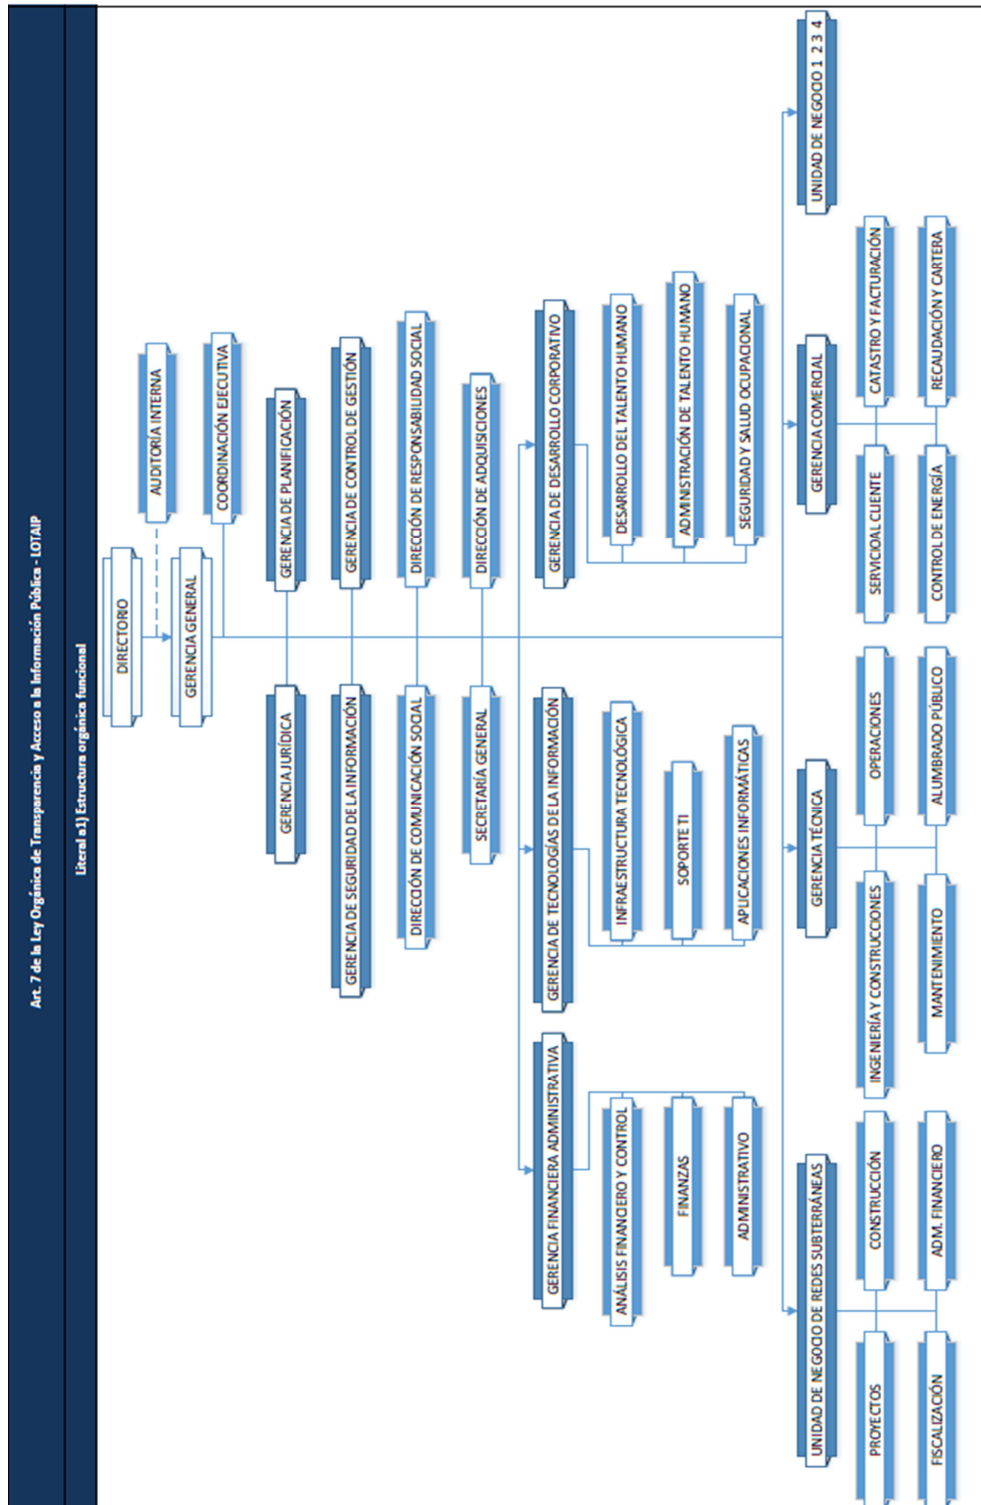 Art. 7 de la Ley Orgánica de Transparencia y Acceso a la Información Pública - LOTAIP
Literal a1) Estructura orgánica funcional
DIRECTORIO
AUDITORÍA INTERNA
GERENCIA GENERAL
COORDINACIÓN EJECUTIVA
GERENCIA JURÍDICA
GERENCIA DE PLANIFICACIÓN
GERENCIA DE SEGURIDAD DE LA INFORMACIÓN
GERENCIA DE CONTROL DE GESTIÓN
DIRECCIÓN DE COMUNICACIÓN SOCIAL
DIRECCIÓN DE RESPONSABILIDAD SOCIAL
SECRETARÍA GENERAL
DIRECCIÓN DE ADQUISICIONES
GERENCIA FINANCIERA ADMINISTRATIVA
GERENCIA DE TECNOLOGÍAS DE LA INFORMACIÓN
GERENCIA DE DESARROLLO CORPORATIVO
ANÁLISIS FINANCIERO Y CONTROL
INFRAESTRUCTURA TECNOLÓGICA
DESARROLLO DEL TALENTO HUMANO
FINANZAS
SOPORTE TI
ADMINISTRACIÓN DE TALENTO HUMANO
ADMINISTRATIVO
APLICACIONES INFORMÁTICAS
SEGURIDAD Y SALUD OCUPACIONAL
UNIDAD DE NEGOCIO DE REDES SUBTERRÁNEAS
GERENCIA TÉCNICA
GERENCIA COMERCIAL
UNIDAD DE NEGOCIO 1 2 3 4
PROYECTOS
CONSTRUCCIÓN
INGENIERÍA Y CONSTRUCCIONES
OPERACIONES
SERVICIO AL CLIENTE
CATASTRO Y FACTURACIÓN
FISCALIZACIÓN
ADM. FINANCIERO
MANTENIMIENTO
ALUMBRADO PÚBLICO
CONTROL DE ENERGÍA
RECAUDACIÓN Y CARTERA